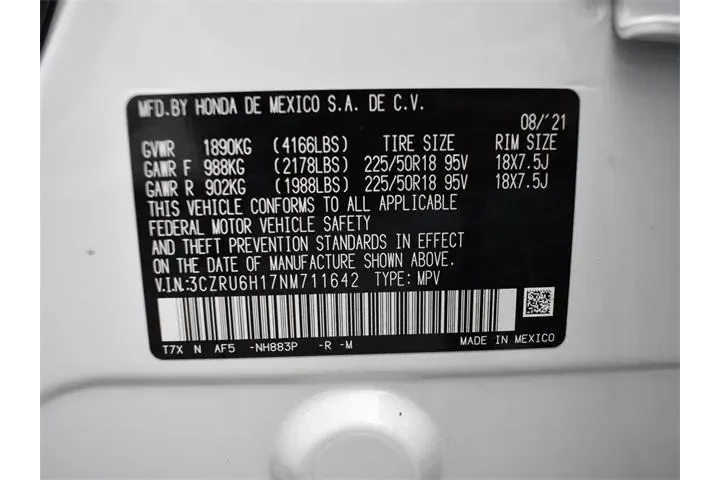 MFD.BY HONDA DE MEXICO S.A. DE C.V.
08/'21
GVWR 1890KG (4166LBS) TIRE SIZE RIM SIZE
GAWR F 988KG (2178LBS) 225/50R18 95V 18X7.5J
GAWR R 902KG (1988LBS) 225/50R18 95V 18X7.5J
THIS VEHICLE CONFORMS TO ALL APPLICABLE
FEDERAL MOTOR VEHICLE SAFETY
AND THEFT PREVENTION STANDARDS IN EFFECT
ON THE DATE OF MANUFACTURE SHOWN ABOVE.
V.I.N.:3CZRU6H17NM711642 TYPE: MPV
T7X N AF5 -NH883P -R -M MADE IN MEXICO